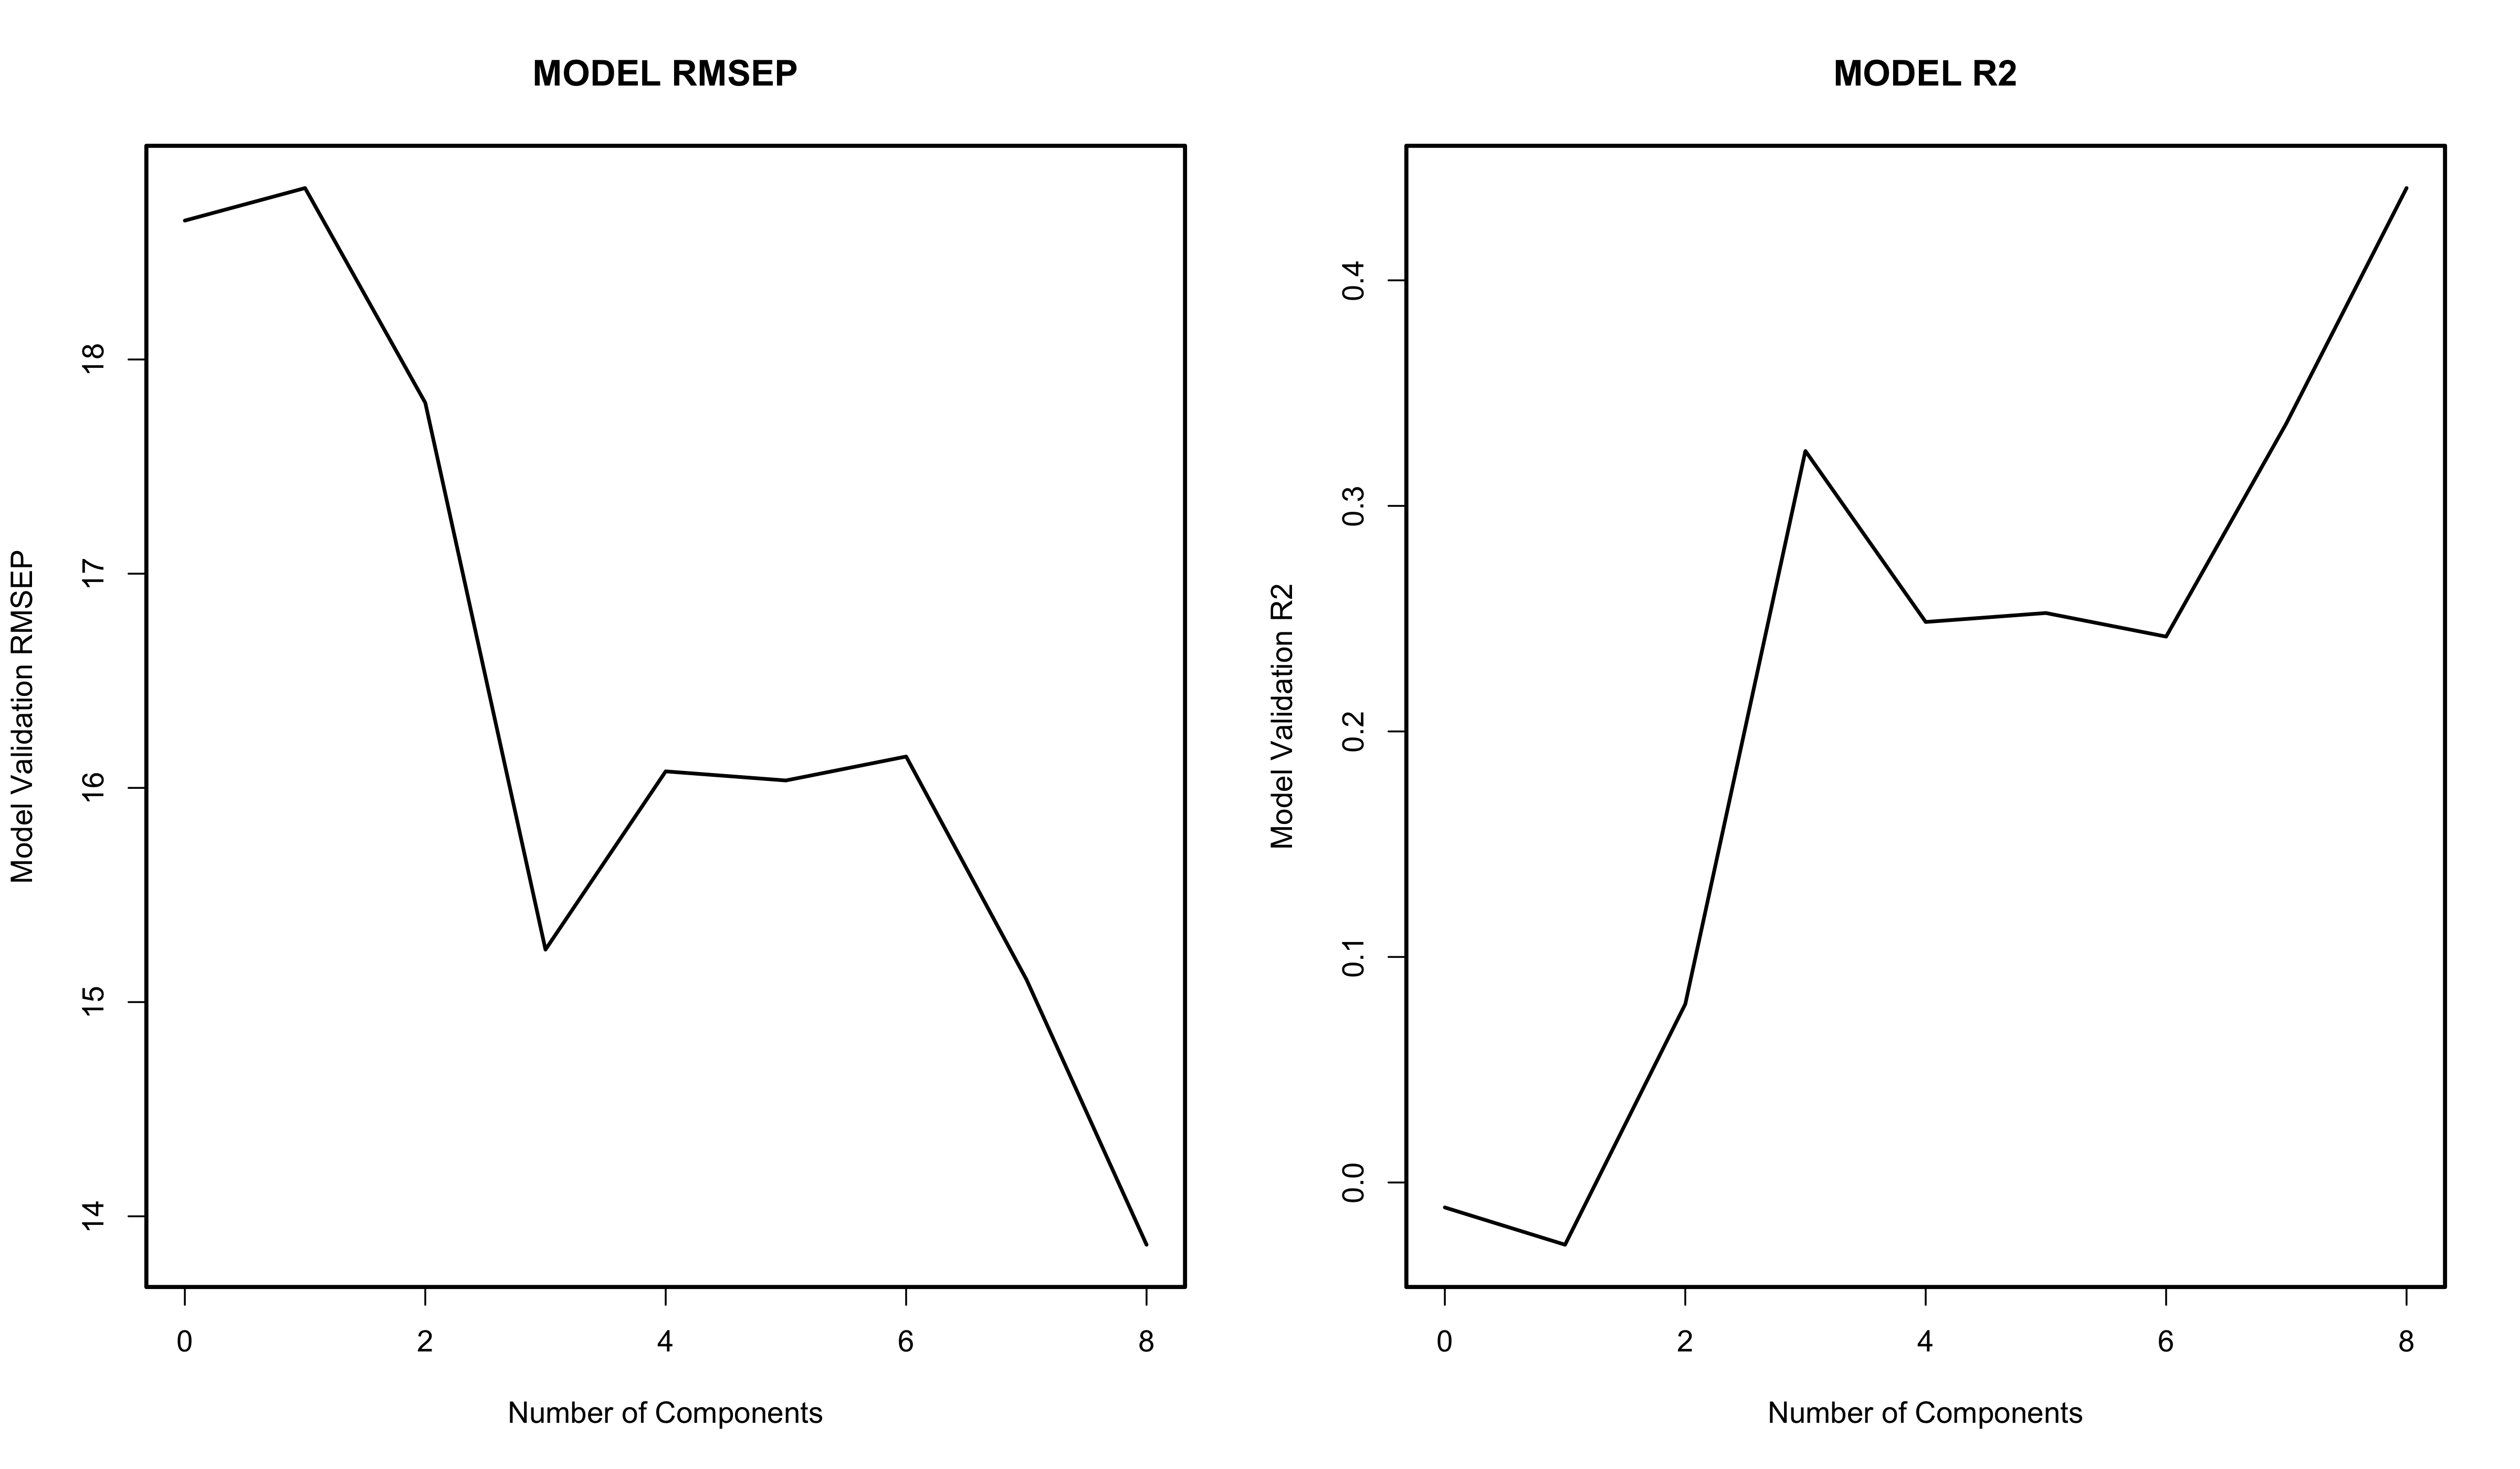 MODEL RMSEP
Model Validation RMSEP
18
17
16
15
14
0 2 4 6 8
Number of Components
MODEL R2
Model Validation R2
0.4
0.3
0.2
0.1
0.0
0 2 4 6 8
Number of Components